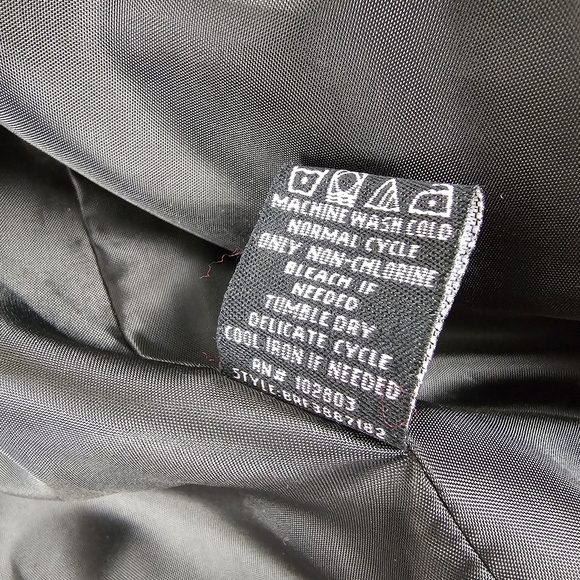 MACHINE WASH COLD
NORMAL CYCLE
ONLY NON-CHLORINE
BLEACH IF
NEEDED
TUMBLE DRY
DELICATE CYCLE
COOL IRON IF NEEDED
RN# 102803